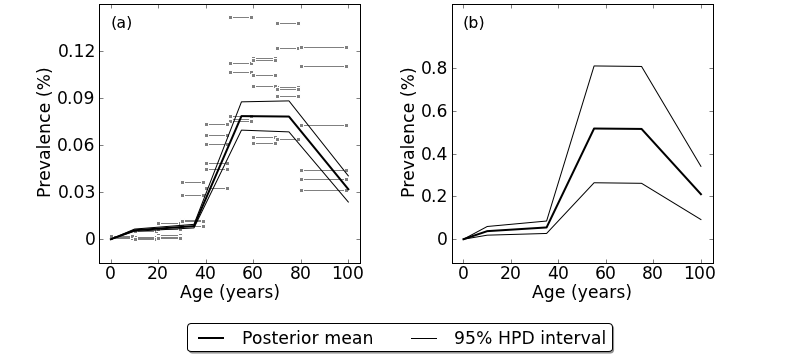 (a)
(b)
0.12
0.09
0.06
0.03
0
Prevalence (%)
0 20 40 60 80 100
Age (years)
0.8
0.6
0.4
0.2
0
Prevalence (%)
0 20 40 60 80 100
Age (years)
Posterior mean
95% HPD interval